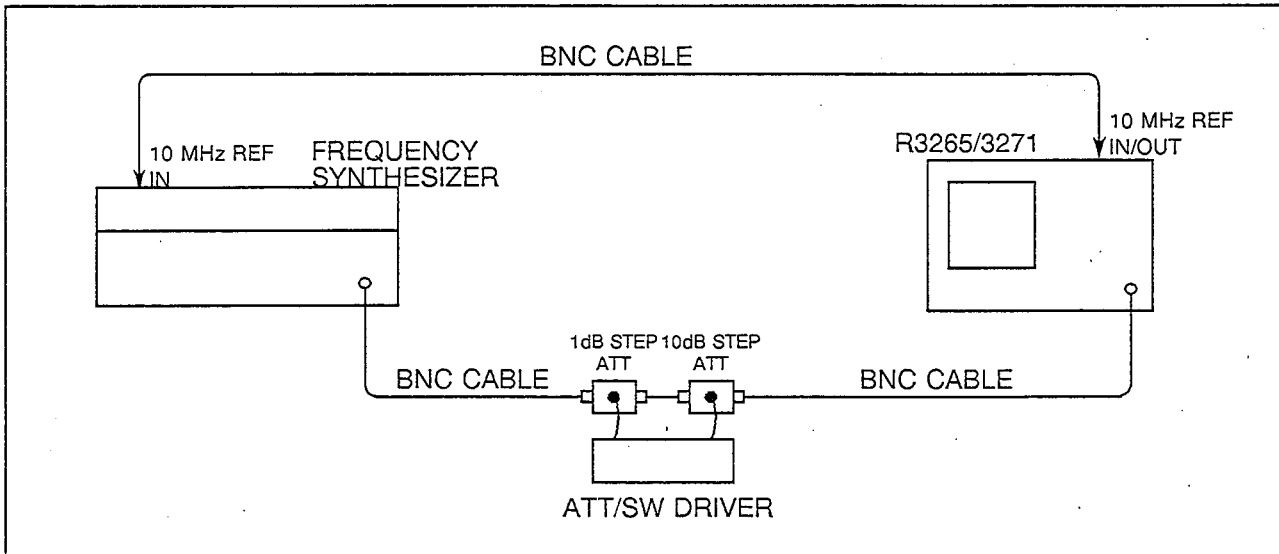 BNC CABLE
10 MHz REF
IN
FREQUENCY
SYNTHESIZER
R3265/3271
10 MHz REF
IN/OUT
1dB STEP
ATT
10dB STEP
ATT
BNC CABLE
BNC CABLE
ATT/SW DRIVER